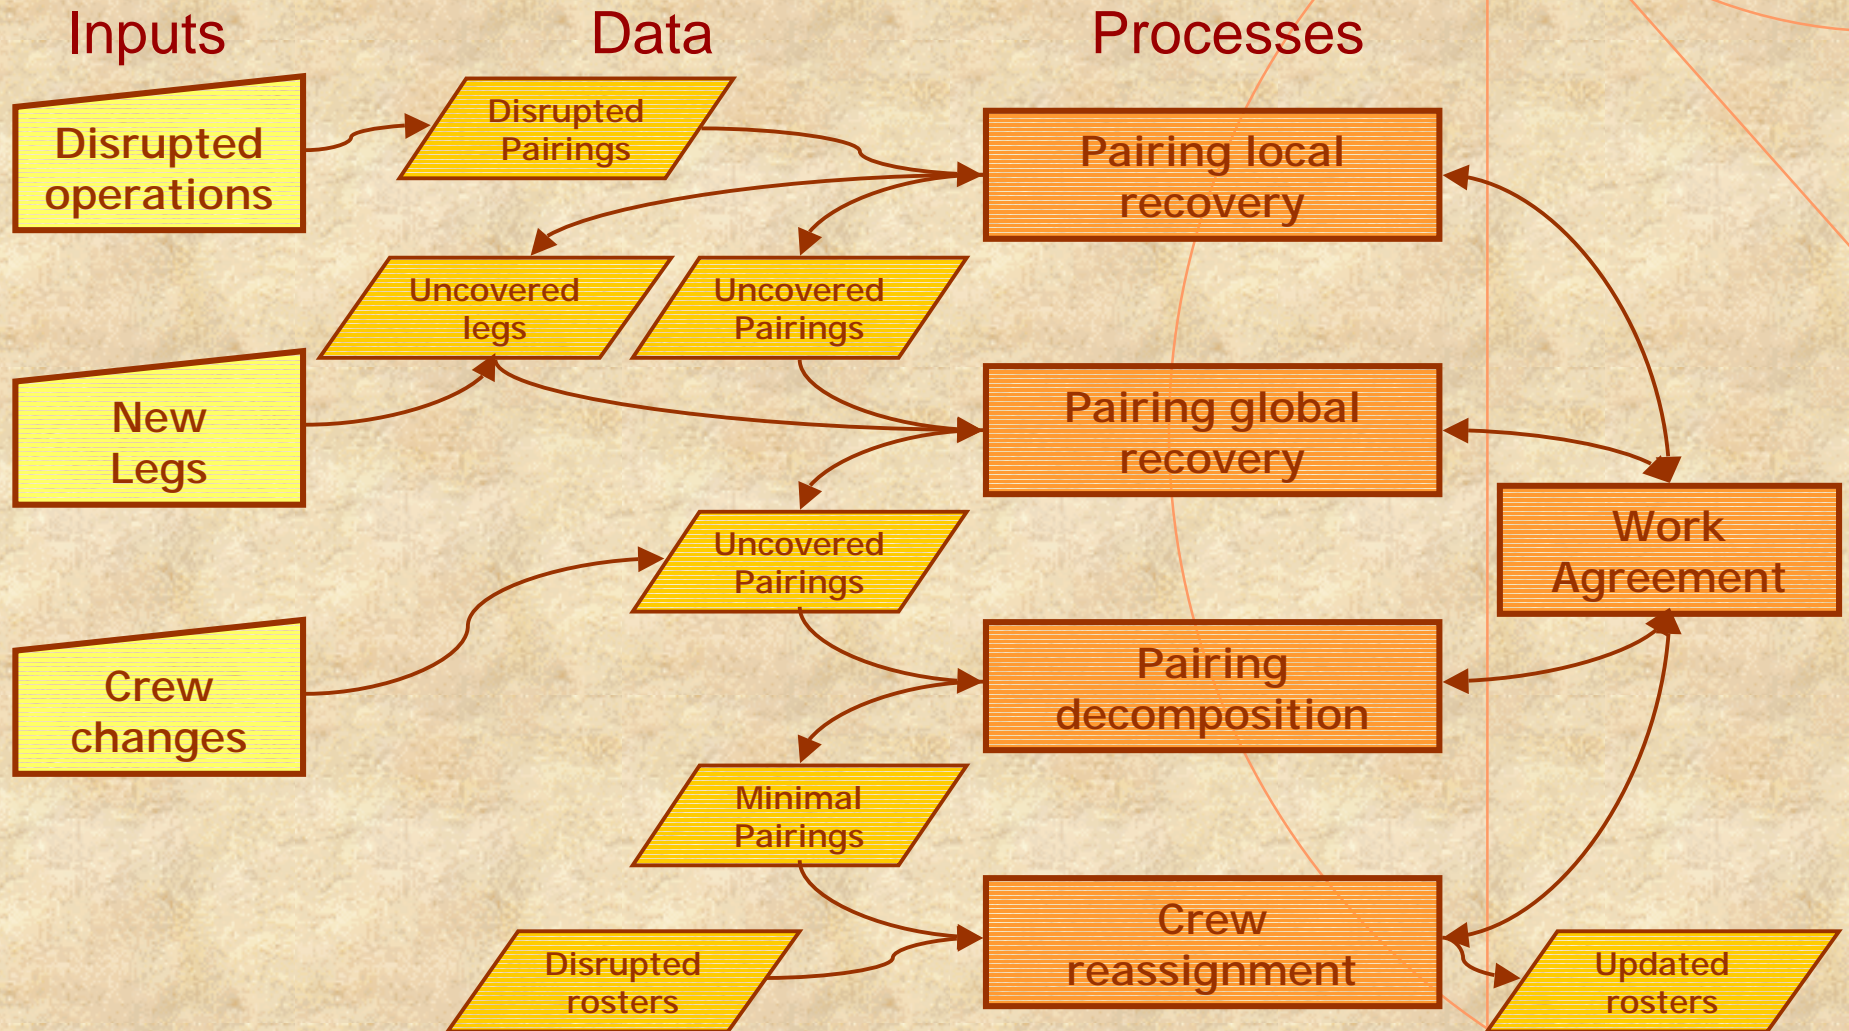 Inputs
Data
Processes
Disrupted
operations
Disrupted
Pairings
Pairing local
recovery
Uncovered
legs
Uncovered
Pairings
New
Legs
Pairing global
recovery
Work
Agreement
Uncovered
Pairings
Crew
changes
Pairing
decomposition
Minimal
Pairings
Crew
reassignment
Disrupted
rosters
Updated
rosters